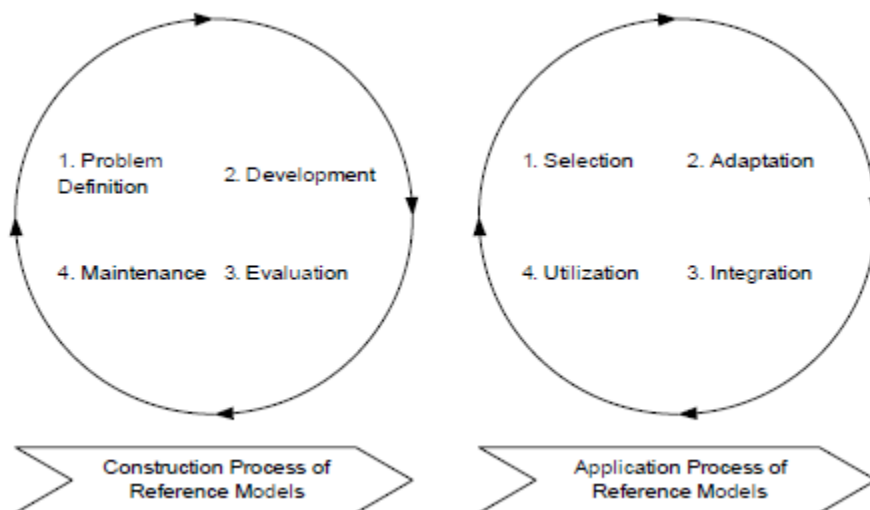 1. Problem
Definition
2. Development
4. Maintenance
3. Evaluation
Construction Process of
Reference Models
1. Selection
2. Adaptation
4. Utilization
3. Integration
Application Process of
Reference Models